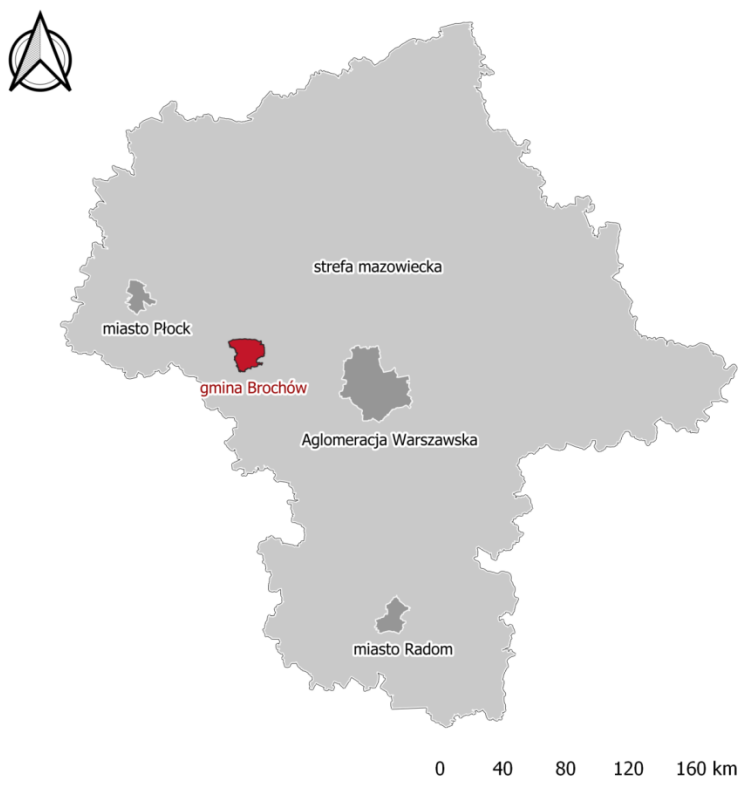 strefa mazowiecka
miasto Płock
gmina Brochów
Aglomeracja Warszawska
miasto Radom
0 40 80 120 160 km